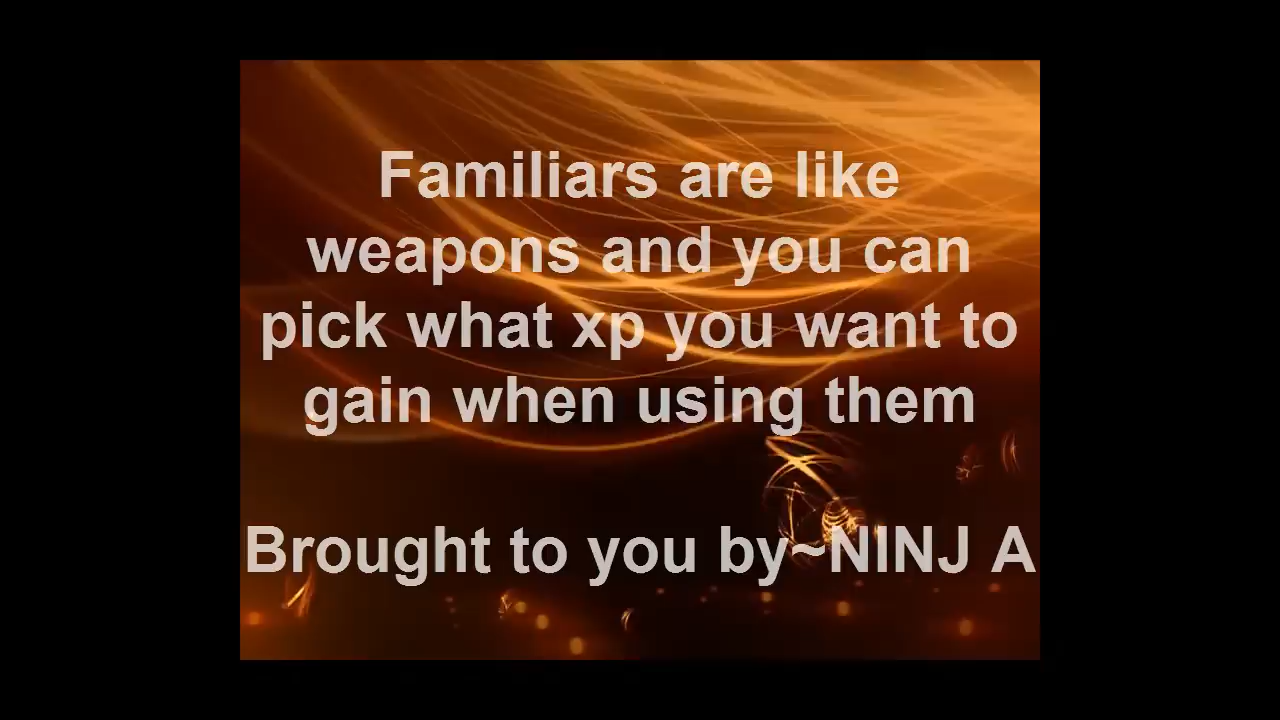 Familiars are like
weapons and you can
pick what xp you want to
gain when using them
Brought to you by~NINJ A